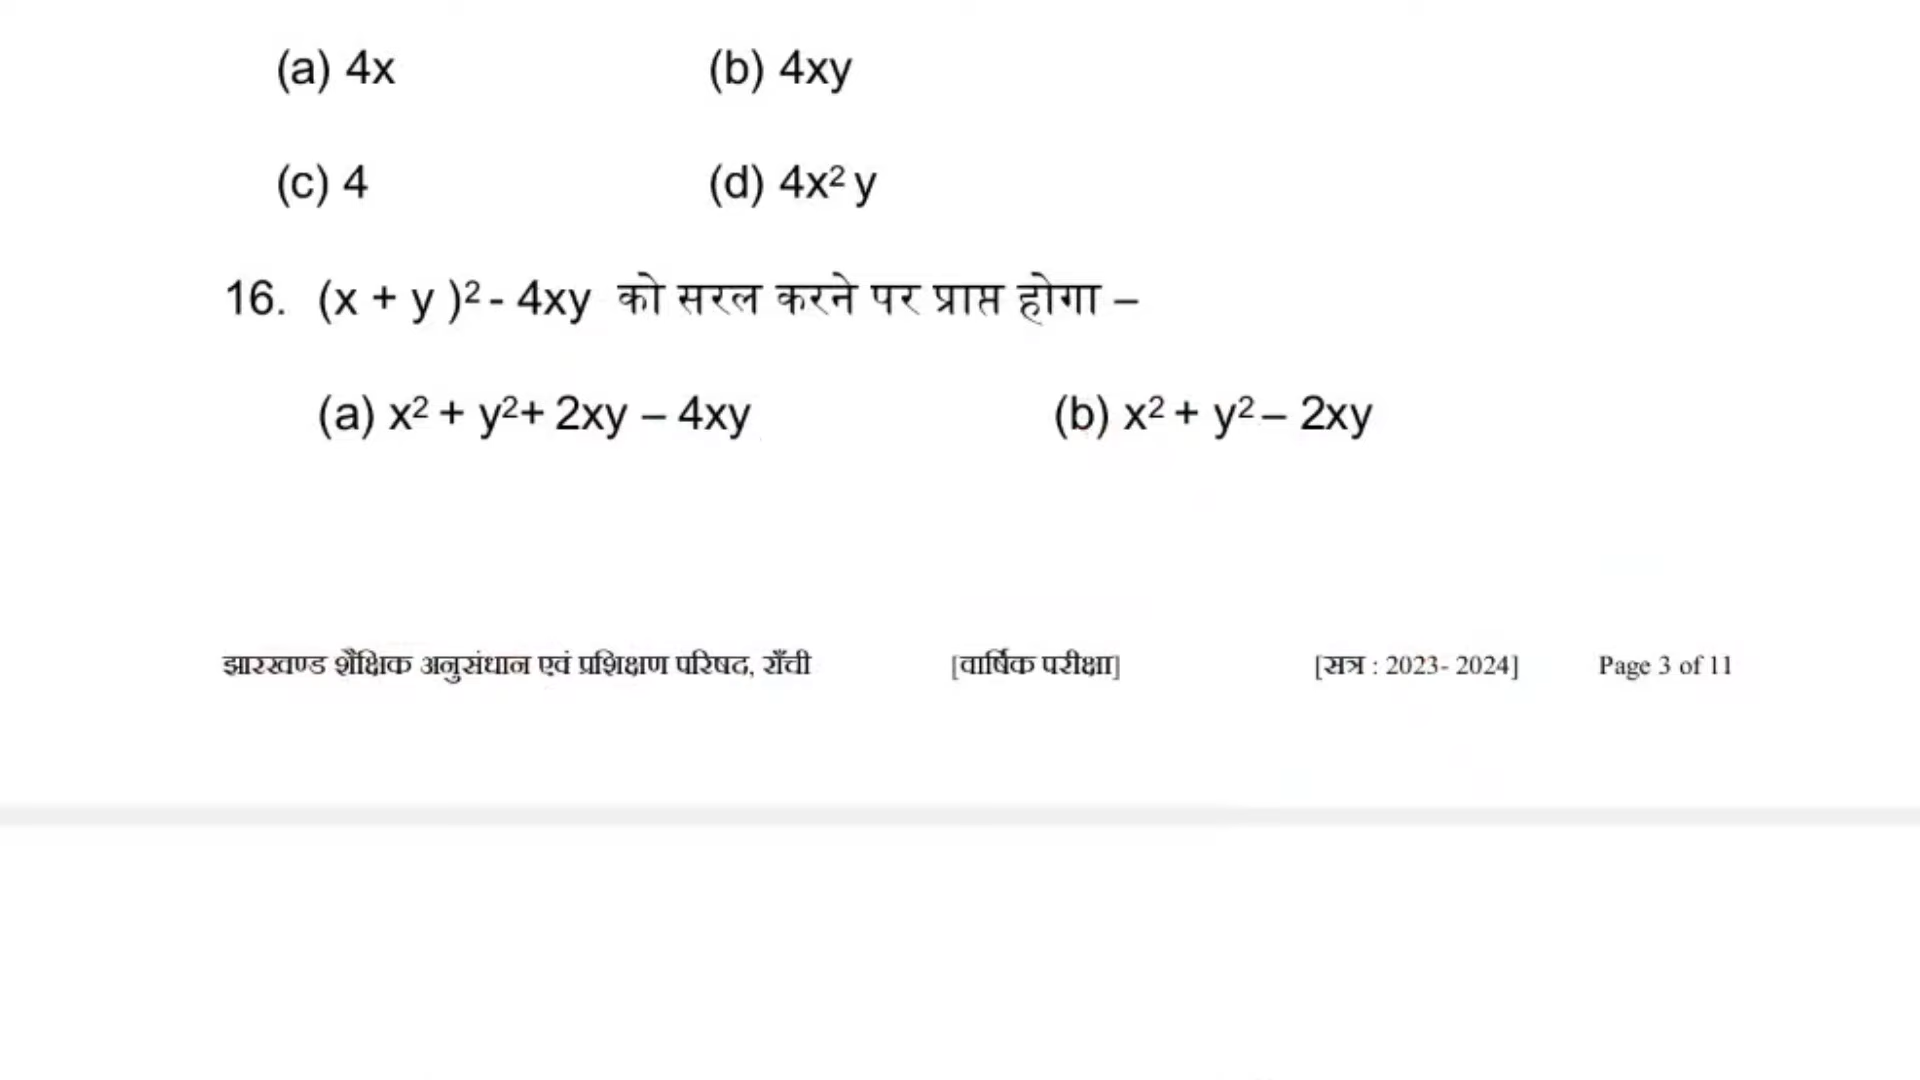 (a) 4x (b) 4xy
(c) 4 (d) 4x² y
16. (x + y )² - 4xy को सरल करने पर प्राप्त होगा –
(a) x² + y²+ 2xy – 4xy (b) x² + y² – 2xy
झारखण्ड शैक्षिक अनुसंधान एवं प्रशिक्षण परिषद, राँची [वार्षिक परीक्षा] [सत्र : 2023- 2024] Page 3 of 11